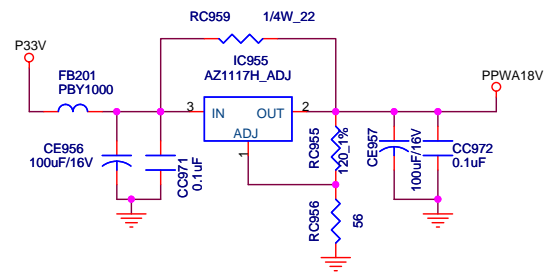 RC959 1/4W_22
P33V
IC955
AZ1117H_ADJ
PPWA18V
FB201
PBY1000
3 IN OUT 2
ADJ
1
CE956
100uF/16V
CC971
0.1uF
RC955
120_1%
CE957
100uF/16V
CC972
0.1uF
RC956
56